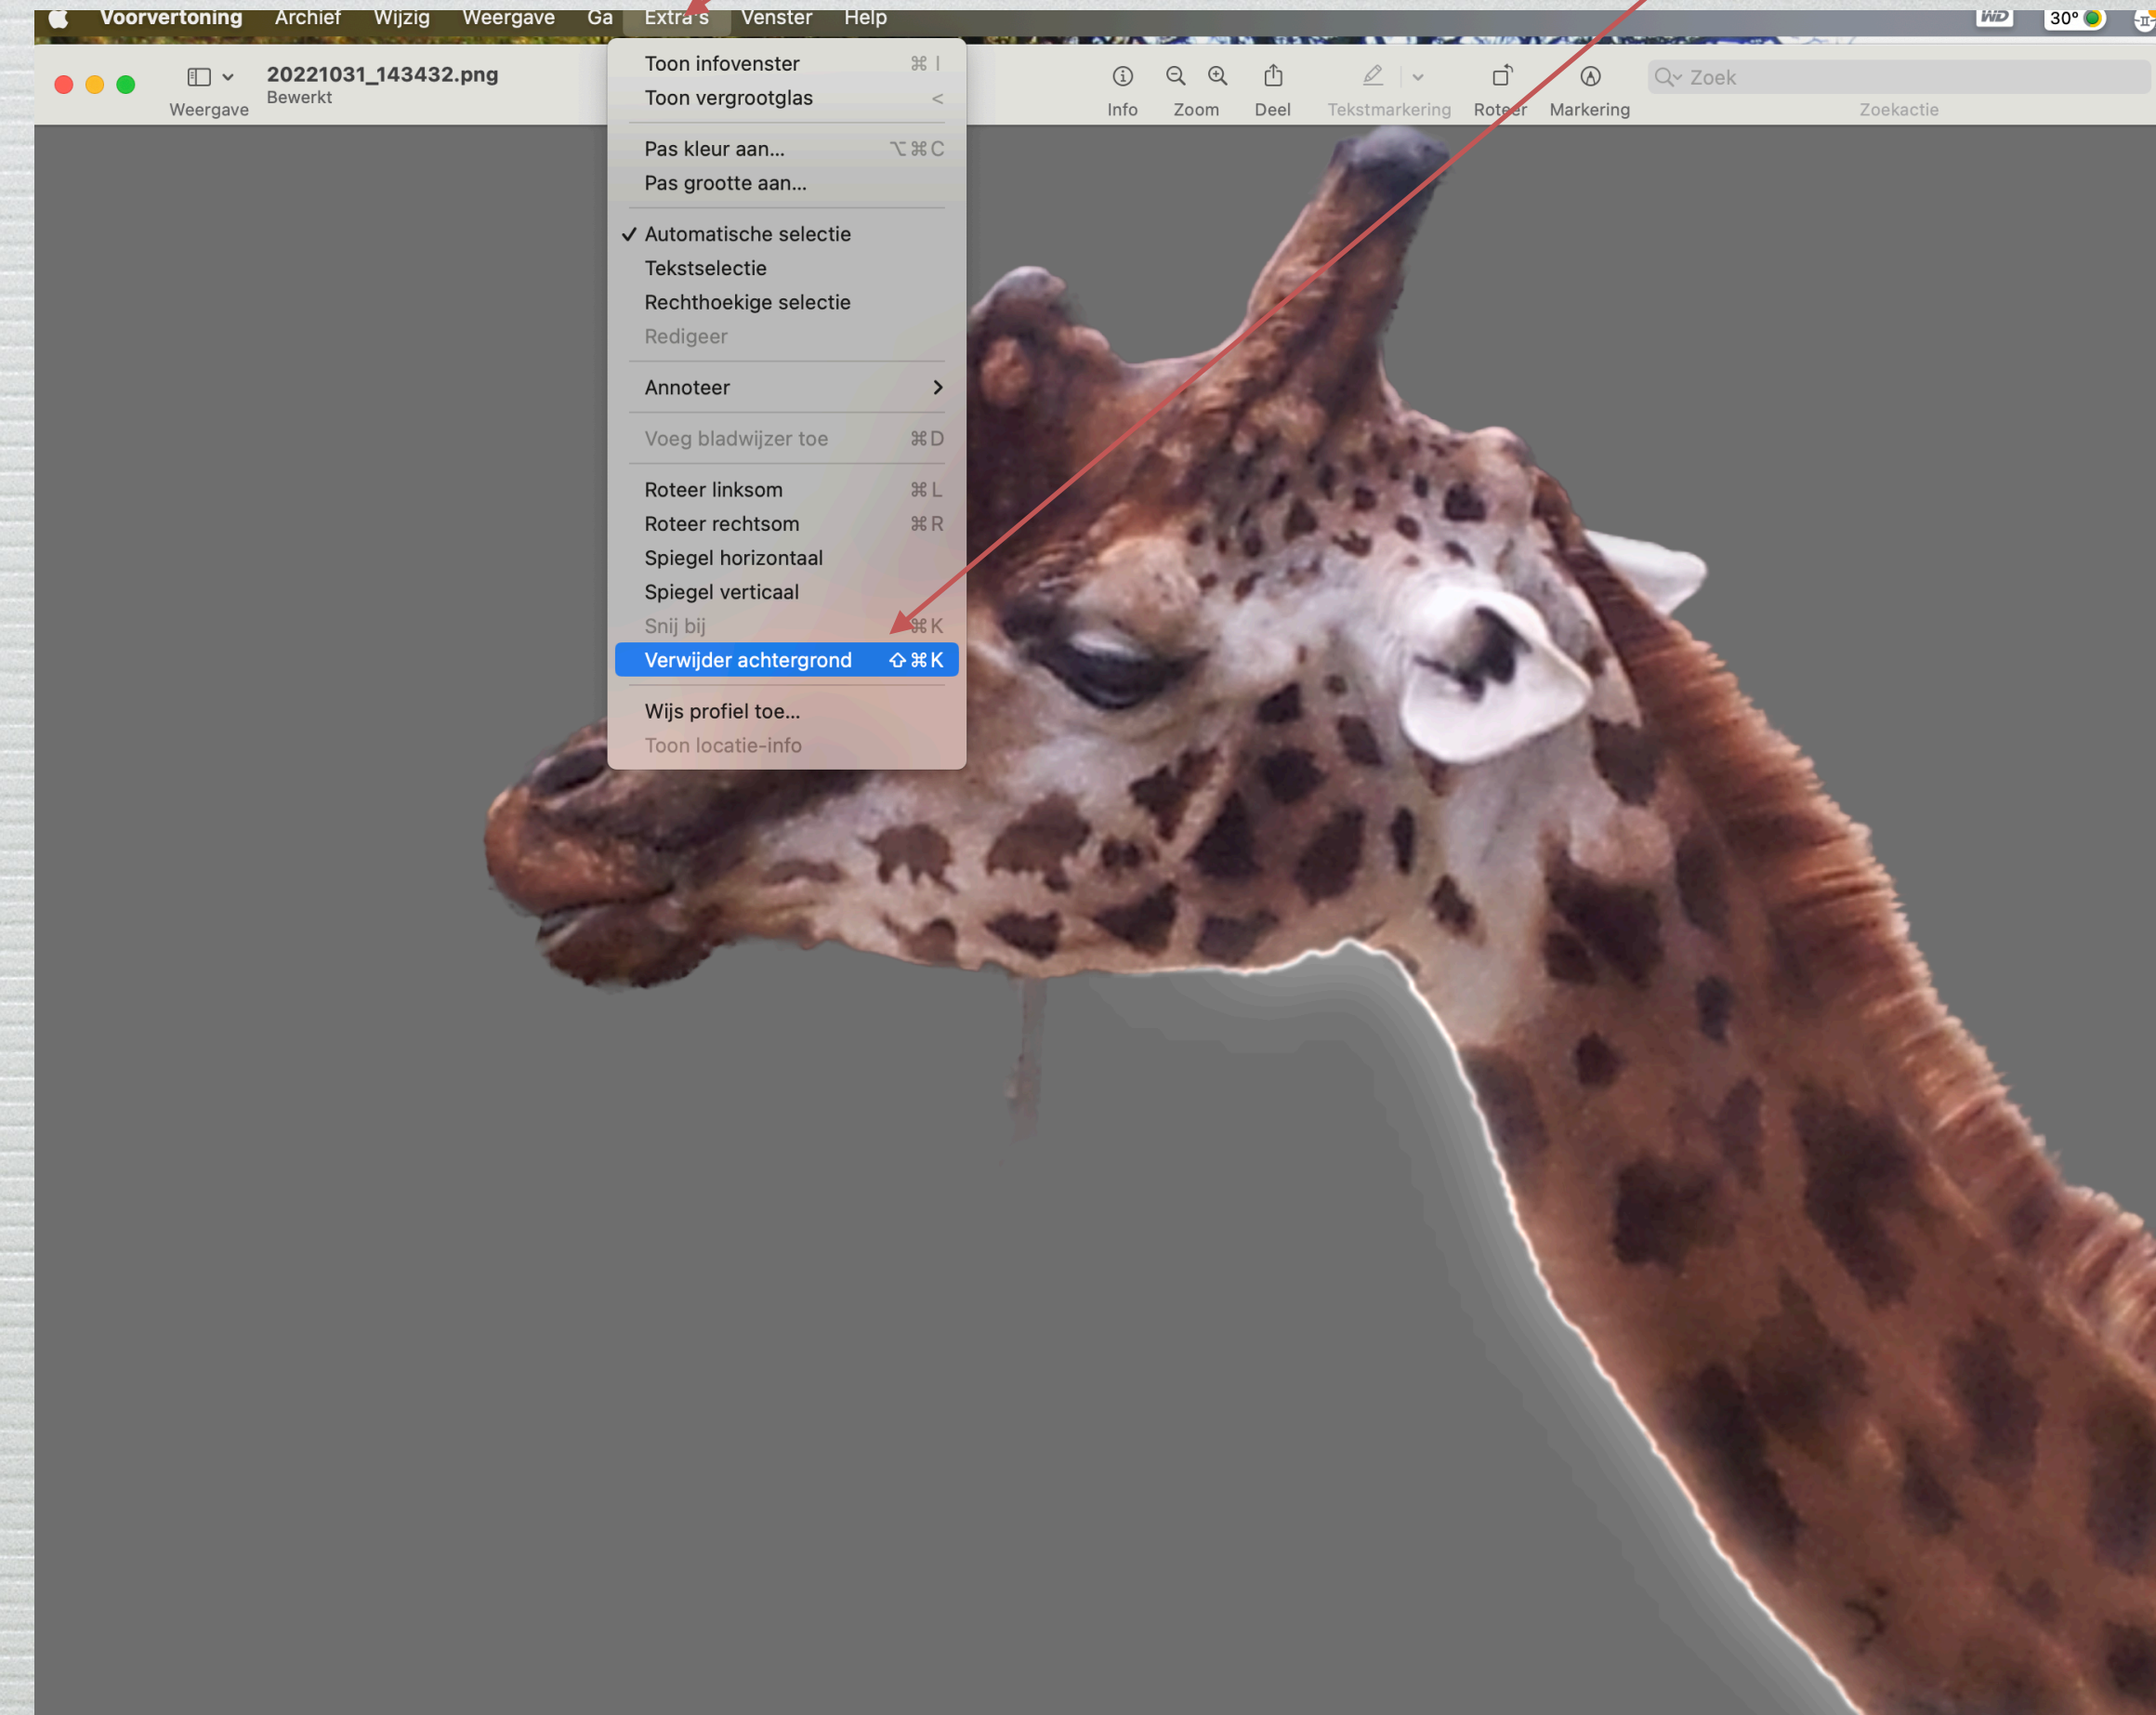 Voorvertoning Archief Wijzig Weergave Ga Extra's Venster Help
WD 30°
20221031_143432.png
Bewerkt
Weergave
Info Zoom Deel Tekstmarkering Roteer Markering
Zoek
Zoekactie
Toon infovenster ⌘ I
Toon vergrootglas <
Pas kleur aan... ⌥⌘C
Pas grootte aan...
✓ Automatische selectie
Tekstselectie
Rechthoekige selectie
Redigeer
Annoteer >
Voeg bladwijzer toe ⌘D
Roteer linksom ⌘L
Roteer rechtsom ⌘R
Spiegel horizontaal
Spiegel verticaal
Snij bij ⌘K
Verwijder achtergrond ⇧⌘K
Wijs profiel toe...
Toon locatie-info